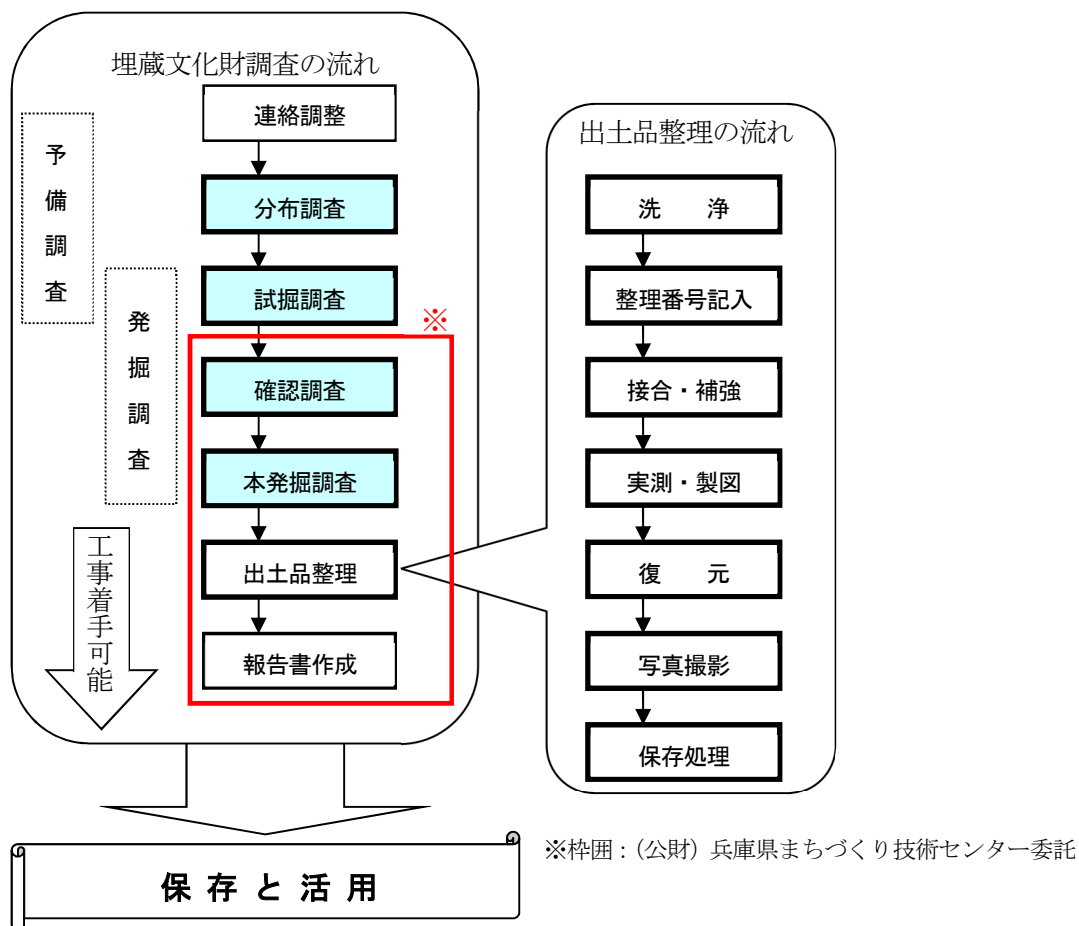 埋蔵文化財調査の流れ
予備調査
発掘調査
連絡調整
分布調査
試掘調査
※
確認調査
本発掘調査
出土品整理
報告書作成
工事着手可能
出土品整理の流れ
洗　　浄
整理番号記入
接合・補強
実測・製図
復　　元
写真撮影
保存処理
※枠囲：（公財）兵庫県まちづくり技術センター委託
保 存 と 活 用